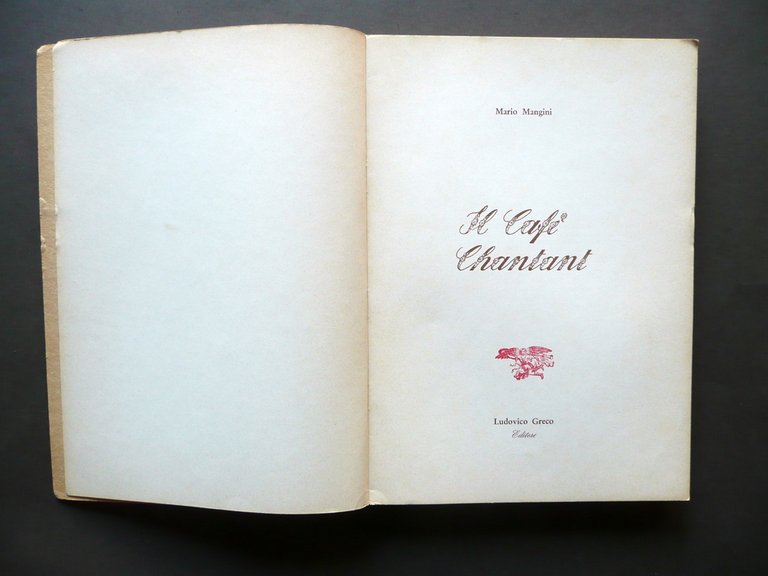 Mario Mangini
Il Cafè
Chantant
Ludovico Greco
Editore